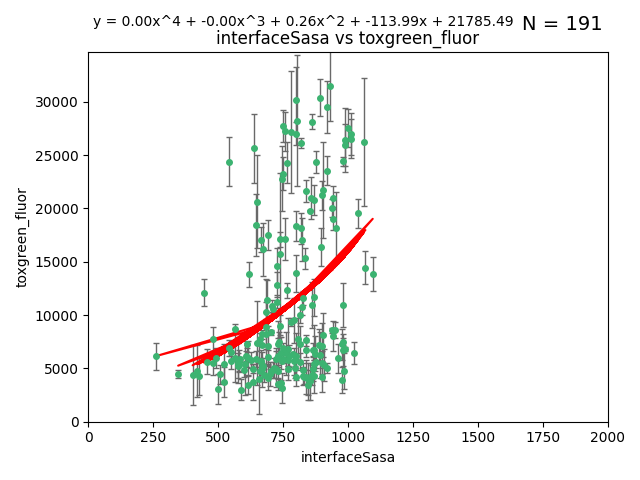 y = 0.00x^4 + -0.00x^3 + 0.26x^2 + -113.99x + 21785.49 N = 191
interfaceSasa vs toxgreen_fluor
30000
25000
20000
15000
10000
5000
0
toxgreen_fluor
0 250 500 750 1000 1250 1500 1750 2000
interfaceSasa